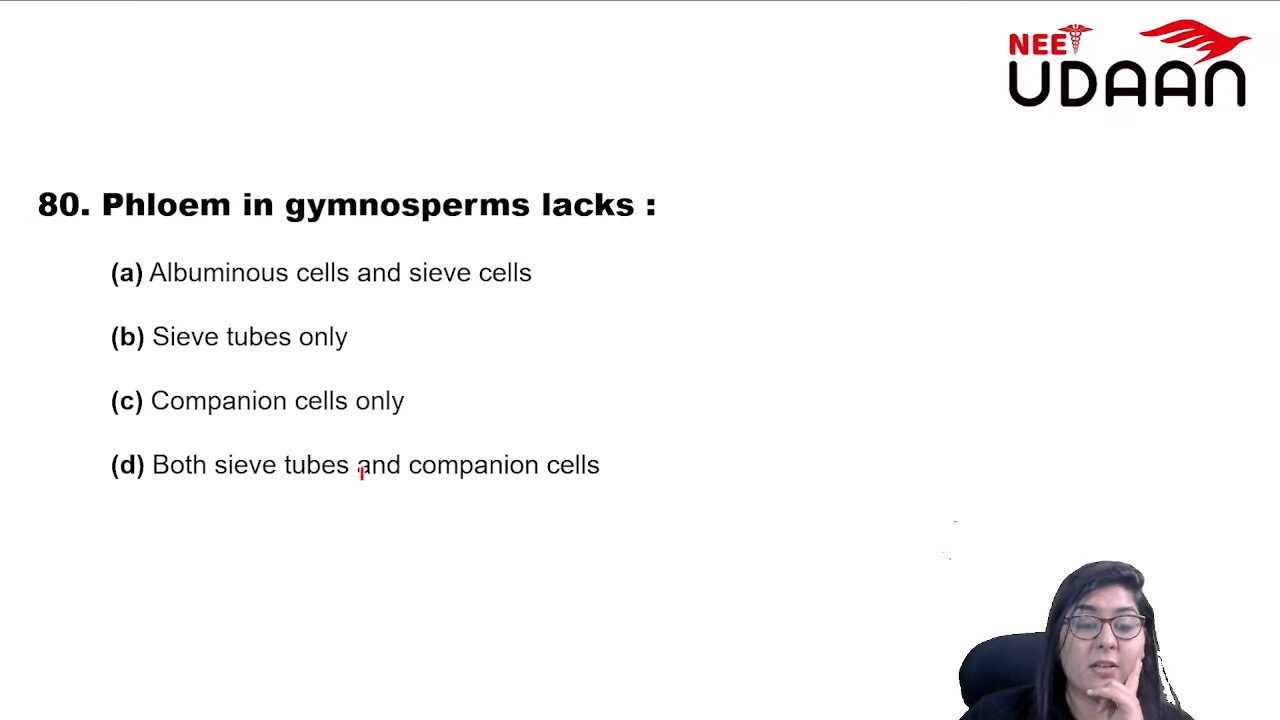 NEET
UDAAN
80. Phloem in gymnosperms lacks :
(a) Albuminous cells and sieve cells
(b) Sieve tubes only
(c) Companion cells only
(d) Both sieve tubes and companion cells